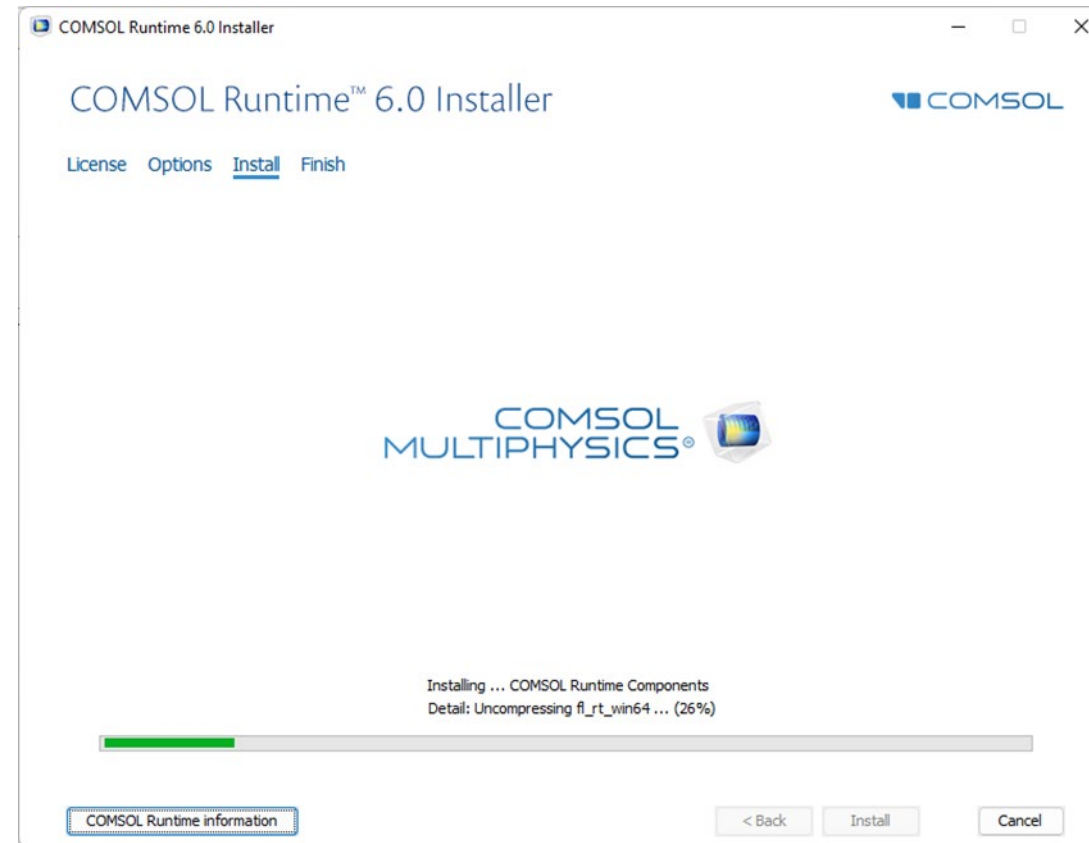 COMSOL Runtime 6.0 Installer
COMSOL Runtime™ 6.0 Installer
COMSOL
License Options Install Finish
COMSOL
MULTIPHYSICS®
Installing ... COMSOL Runtime Components
Detail: Uncompressing fl_rt_win64 ... (26%)
COMSOL Runtime information < Back Install Cancel